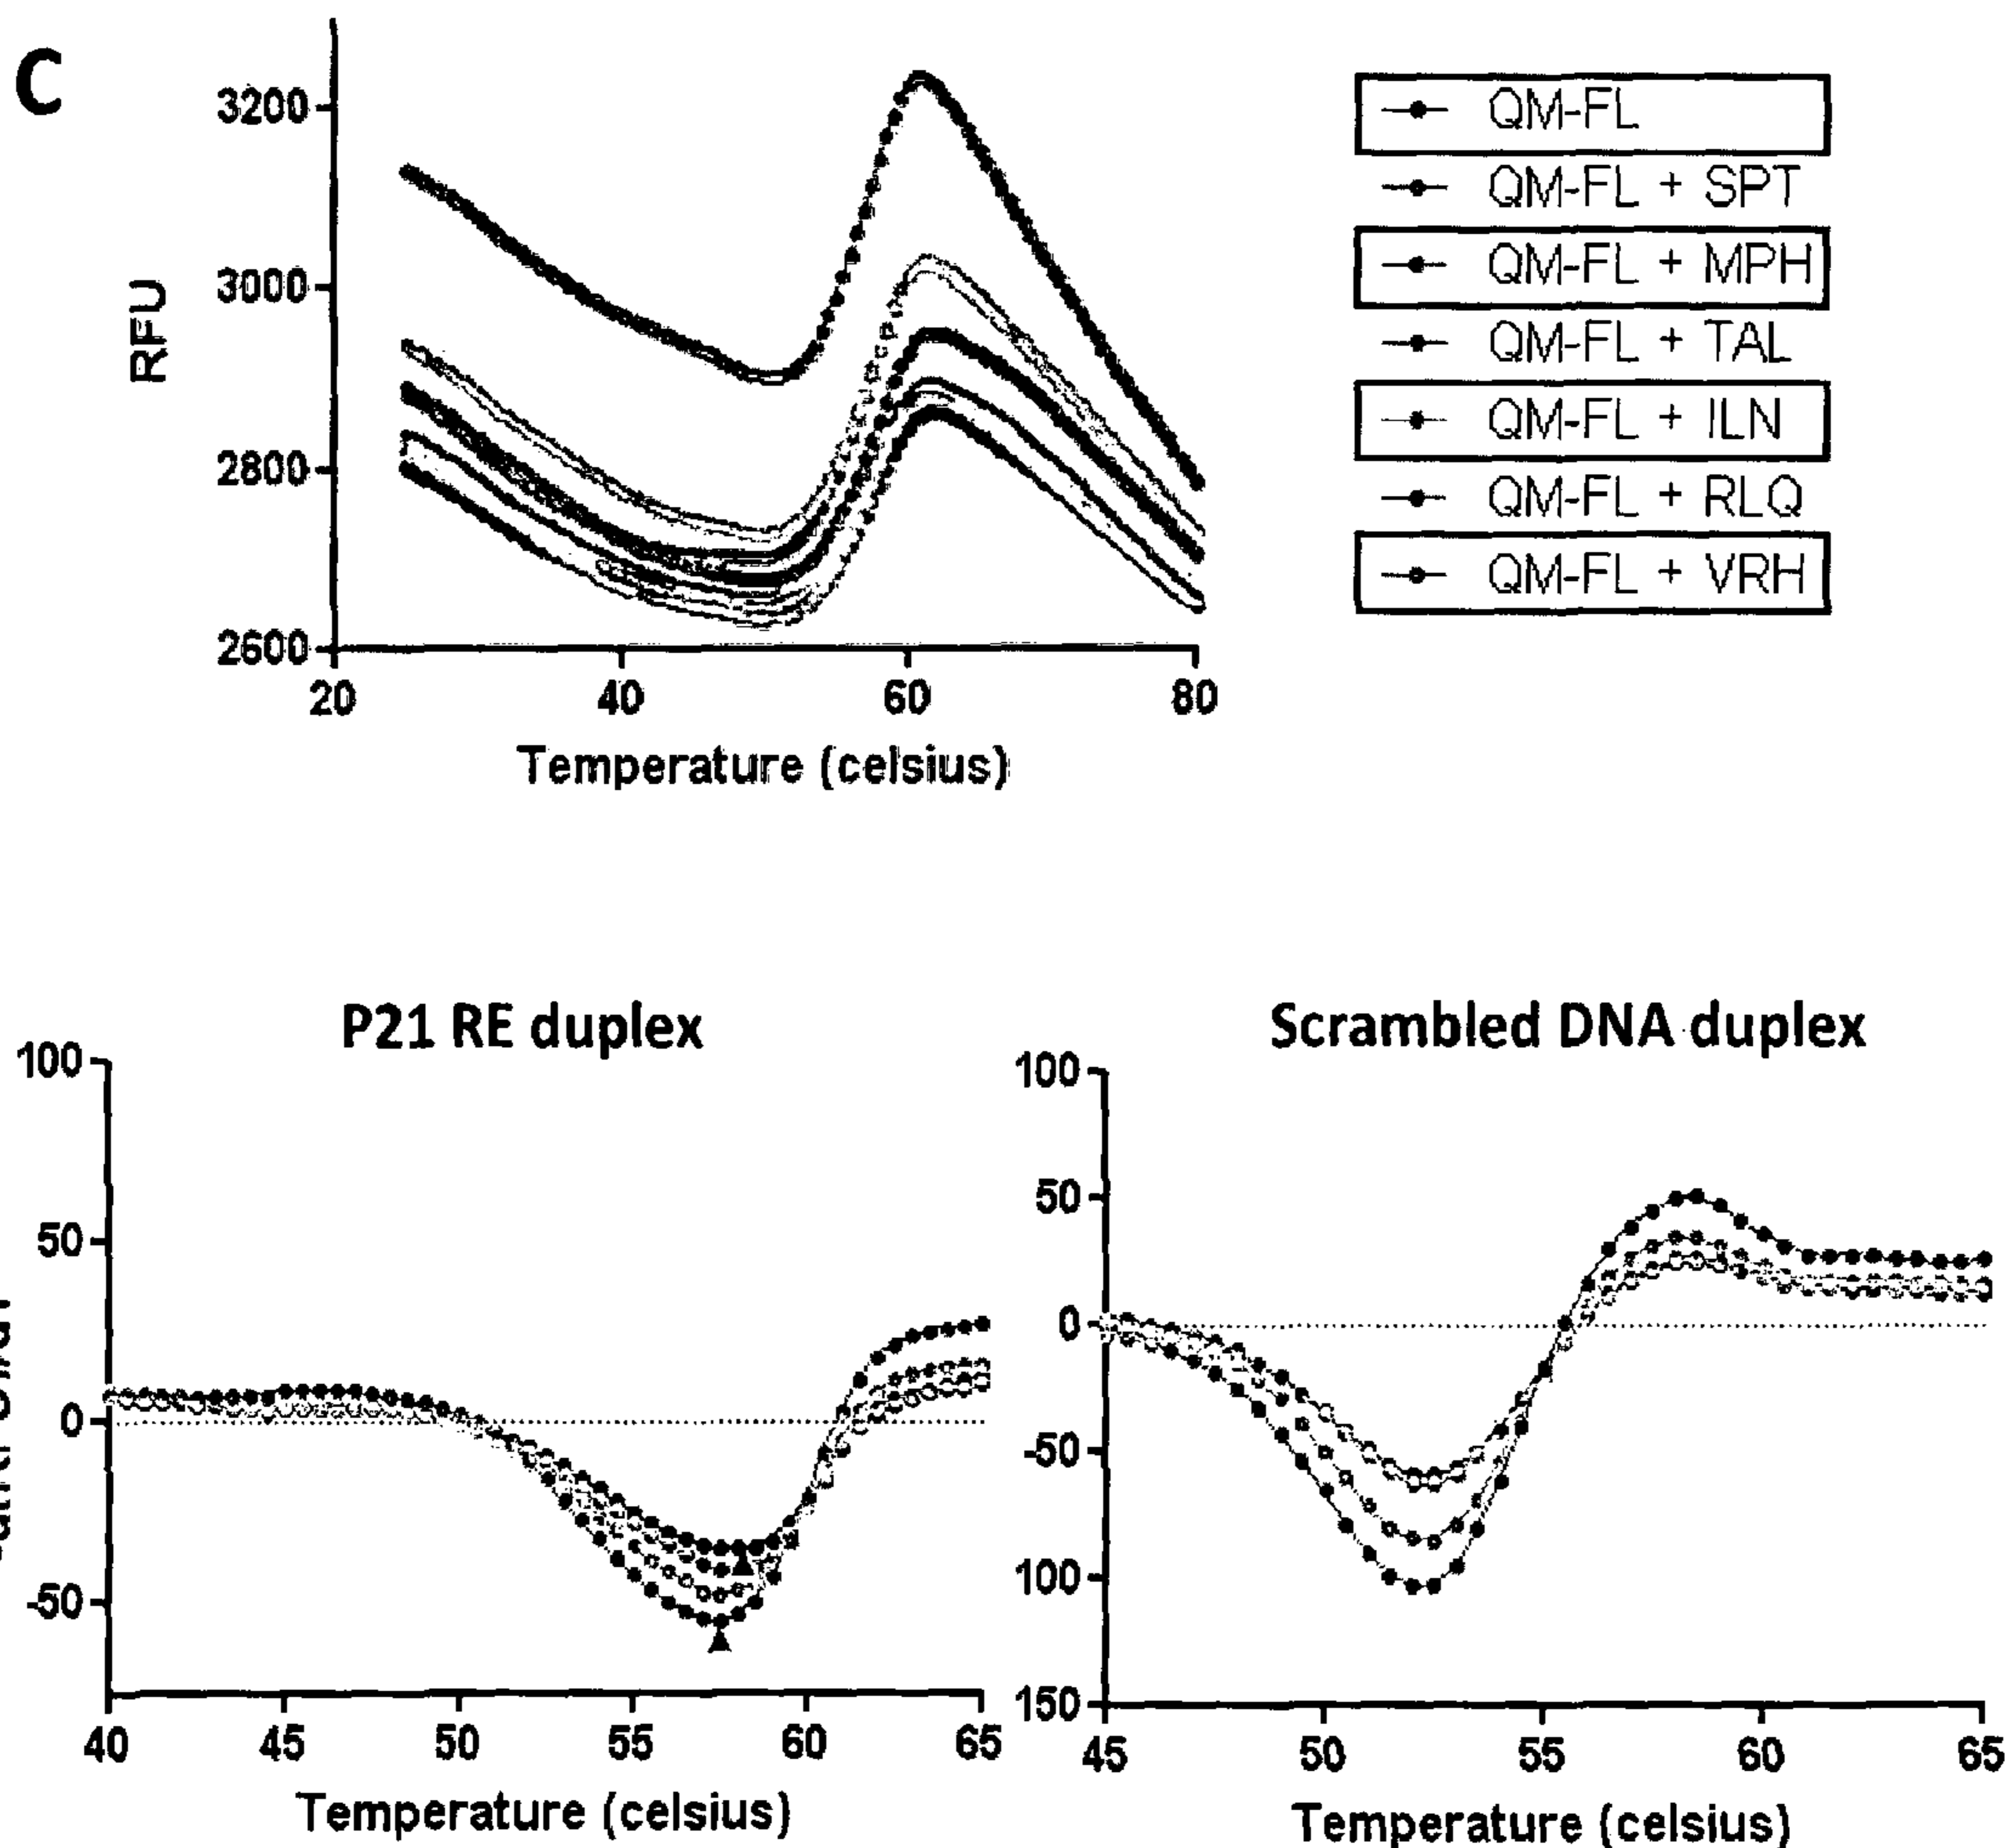 C
3200
3000
2800
2600
RFU
20 40 60 80
Temperature (celsius)
QM-FL
QM-FL + SPT
QM-FL + MPH
QM-FL + TAL
QM-FL + ILN
QM-FL + RLQ
QM-FL + VRH
P21 RE duplex
100
50
0
-50
40 45 50 55 60 65
Temperature (celsius)
Scrambled DNA duplex
100
50
0
-50
100
150
45 50 55 60 65
Temperature (celsius)